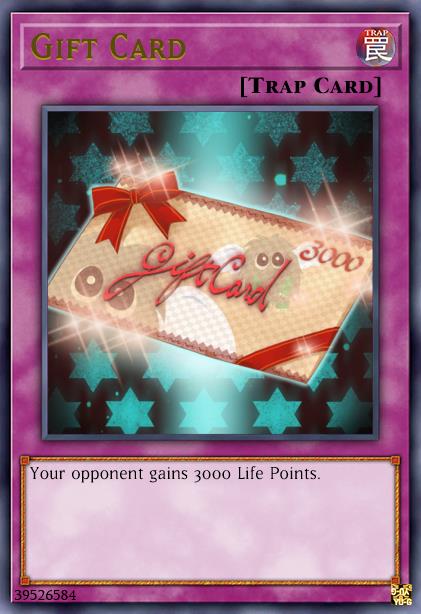 Gift Card
TRAP
罠
[Trap Card]
Gift Card
3000
Your opponent gains 3000 Life Points.
39526584